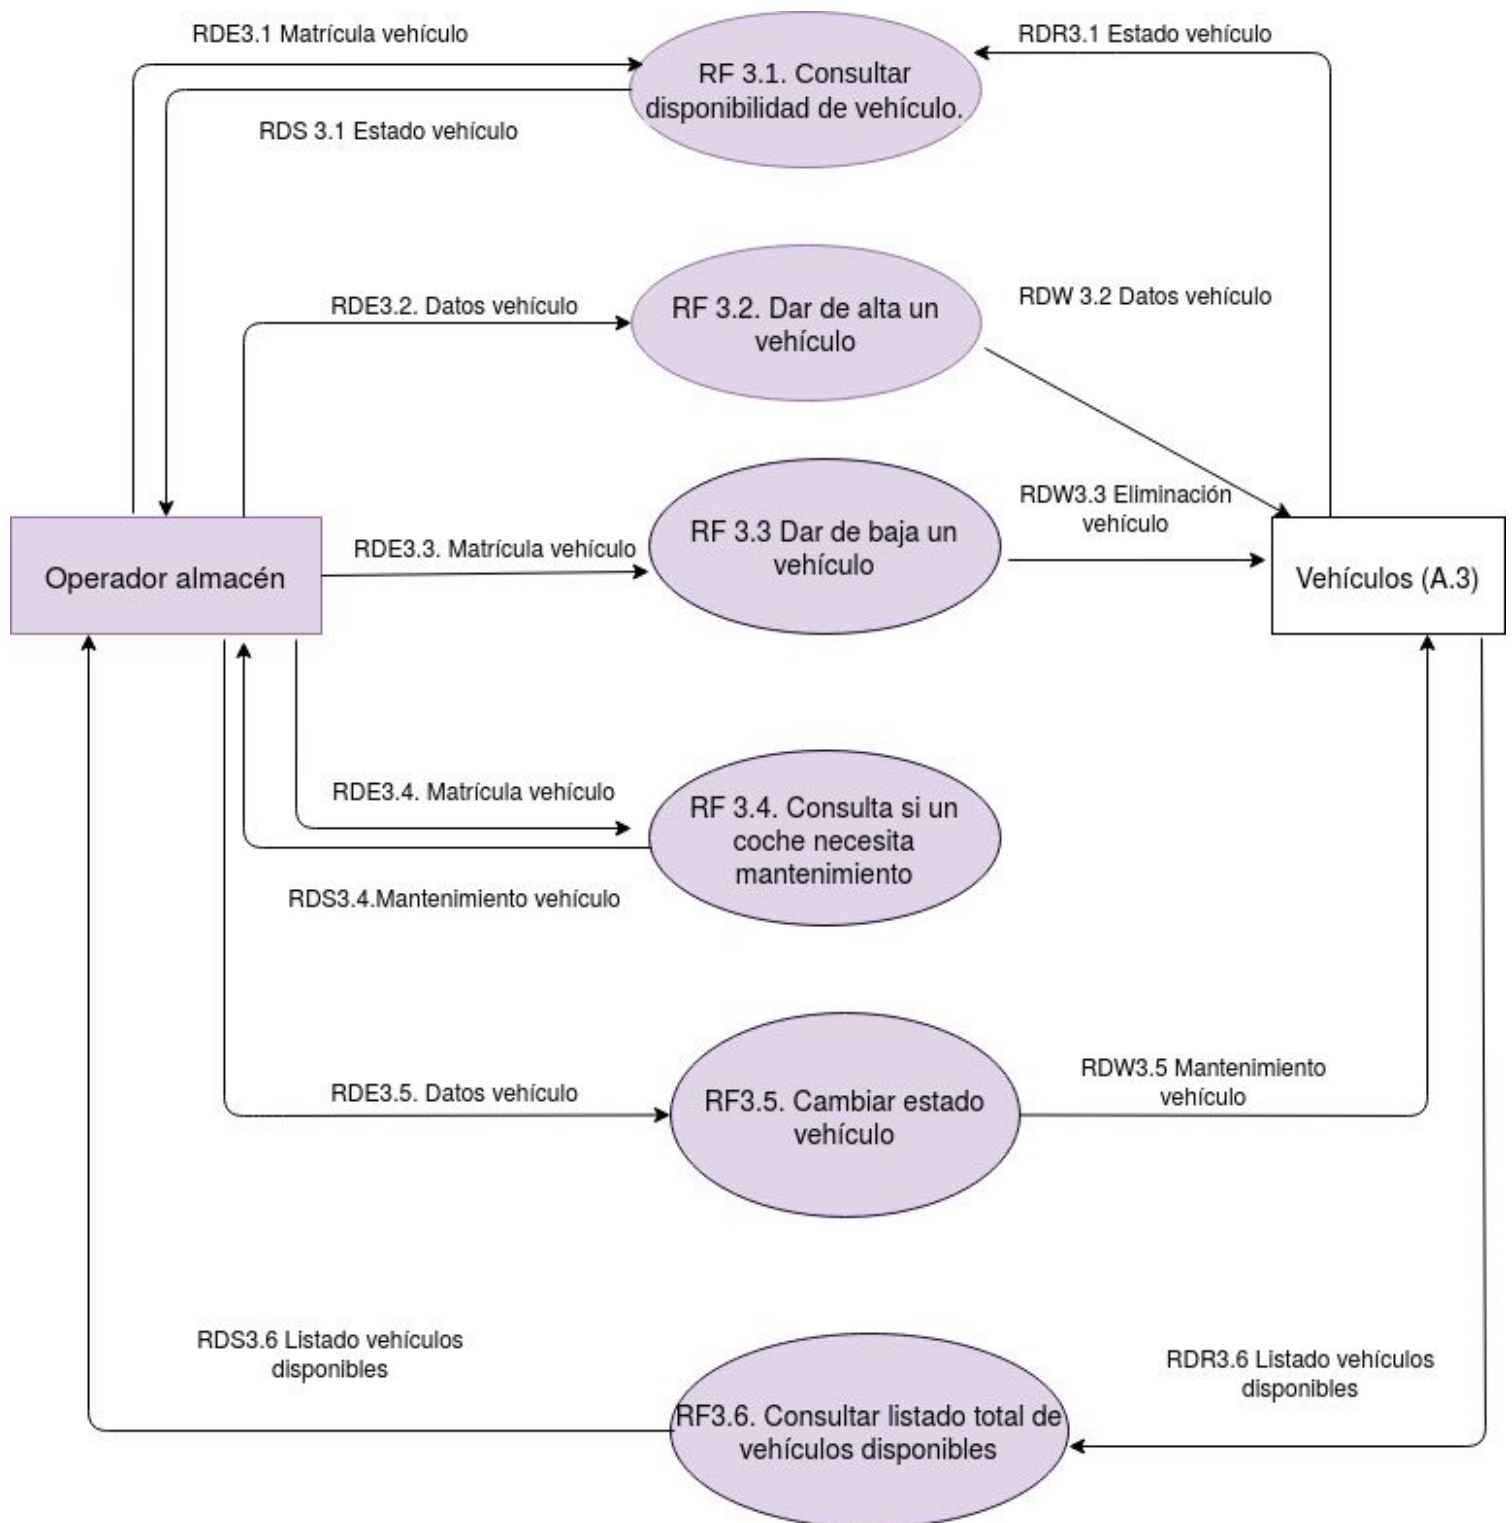 RDE3.1 Matrícula vehículo
RDR3.1 Estado vehículo
RF 3.1. Consultar
disponibilidad de vehículo.
RDS 3.1 Estado vehículo
RDE3.2. Datos vehículo
RF 3.2. Dar de alta un
vehículo
RDW 3.2 Datos vehículo
RDE3.3. Matrícula vehículo
RF 3.3 Dar de baja un
vehículo
RDW3.3 Eliminación
vehículo
Operador almacén
Vehículos (A.3)
RDE3.4. Matrícula vehículo
RF 3.4. Consulta si un
coche necesita
mantenimiento
RDS3.4.Mantenimiento vehículo
RDE3.5. Datos vehículo
RF3.5. Cambiar estado
vehículo
RDW3.5 Mantenimiento
vehículo
RDS3.6 Listado vehículos
disponibles
RF3.6. Consultar listado total de
vehículos disponibles
RDR3.6 Listado vehículos
disponibles